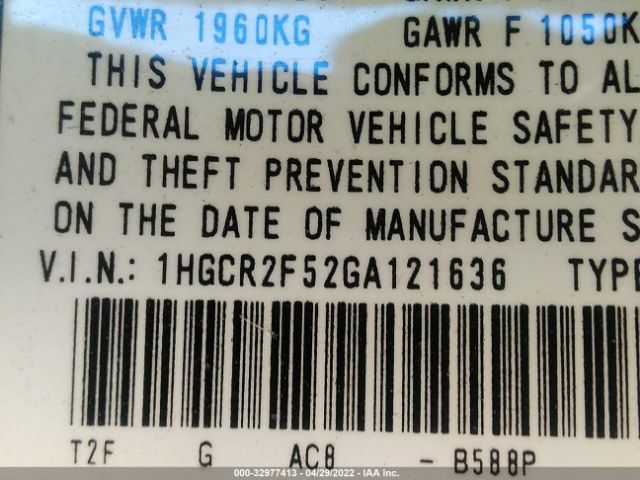 GVWR 1960KG GAWR F 1050K
THIS VEHICLE CONFORMS TO AL
FEDERAL MOTOR VEHICLE SAFETY
AND THEFT PREVENTION STANDAR
ON THE DATE OF MANUFACTURE S
V.I.N.: 1HGCR2F52GA121636 TYPE
T2F G AC8 - B588P
000-32977413 - 04/29/2022 - IAA Inc.